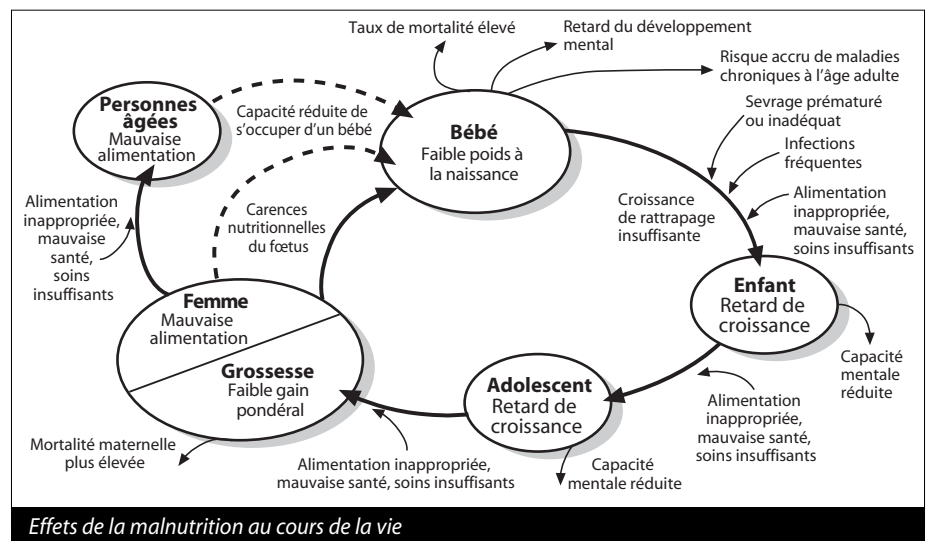 Taux de mortalité élevé
Retard du développement
mental
Risque accru de maladies
chroniques à l'âge adulte
Personnes
âgées
Mauvaise
alimentation
Capacité réduite de
s'occuper d'un bébé
Bébé
Faible poids à
la naissance
Sevrage prématuré
ou inadéquat
Infections
fréquentes
Alimentation
inappropriée,
mauvaise santé,
soins insuffisants
Croissance
de rattrapage
insuffisante
Alimentation
inappropriée,
mauvaise
santé,
soins
insuffisants
Carences
nutritionnelles
du fœtus
Femme
Mauvaise
alimentation
Grossesse
Faible gain
pondéral
Enfant
Retard de
croissance
Capacité
mentale
réduite
Adolescent
Retard de
croissance
Alimentation
inappropriée,
mauvaise santé,
soins insuffisants
Mortalité maternelle
plus élevée
Alimentation inappropriée,
mauvaise santé, soins insuffisants
Capacité
mentale réduite
Effets de la malnutrition au cours de la vie